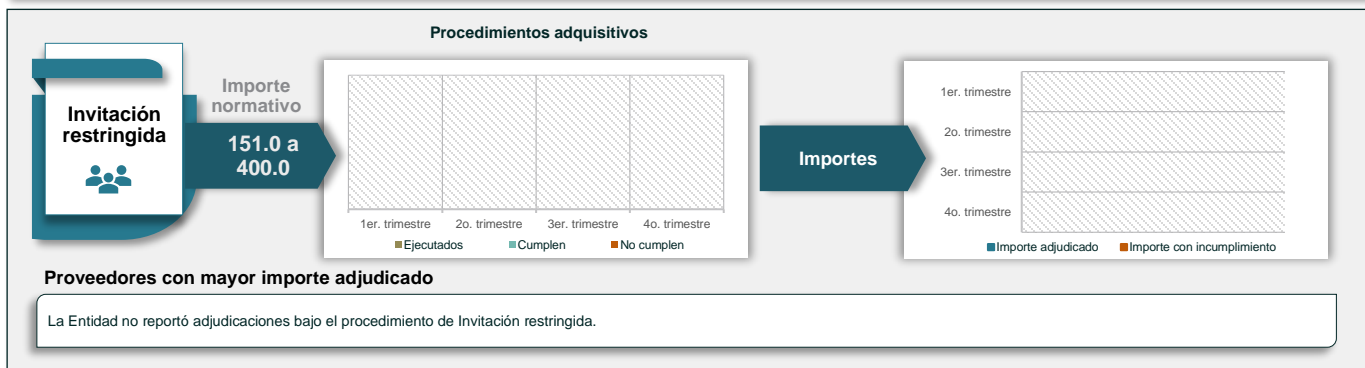 Procedimientos adquisitivos
Invitación
restringida
Importe
normativo
151.0 a
400.0
1er. trimestre 2o. trimestre 3er. trimestre 4o. trimestre
Ejecutados Cumplen No cumplen
Importes
1er. trimestre
2o. trimestre
3er. trimestre
4o. trimestre
Importe adjudicado Importe con incumplimiento
Proveedores con mayor importe adjudicado
La Entidad no reportó adjudicaciones bajo el procedimiento de Invitación restringida.